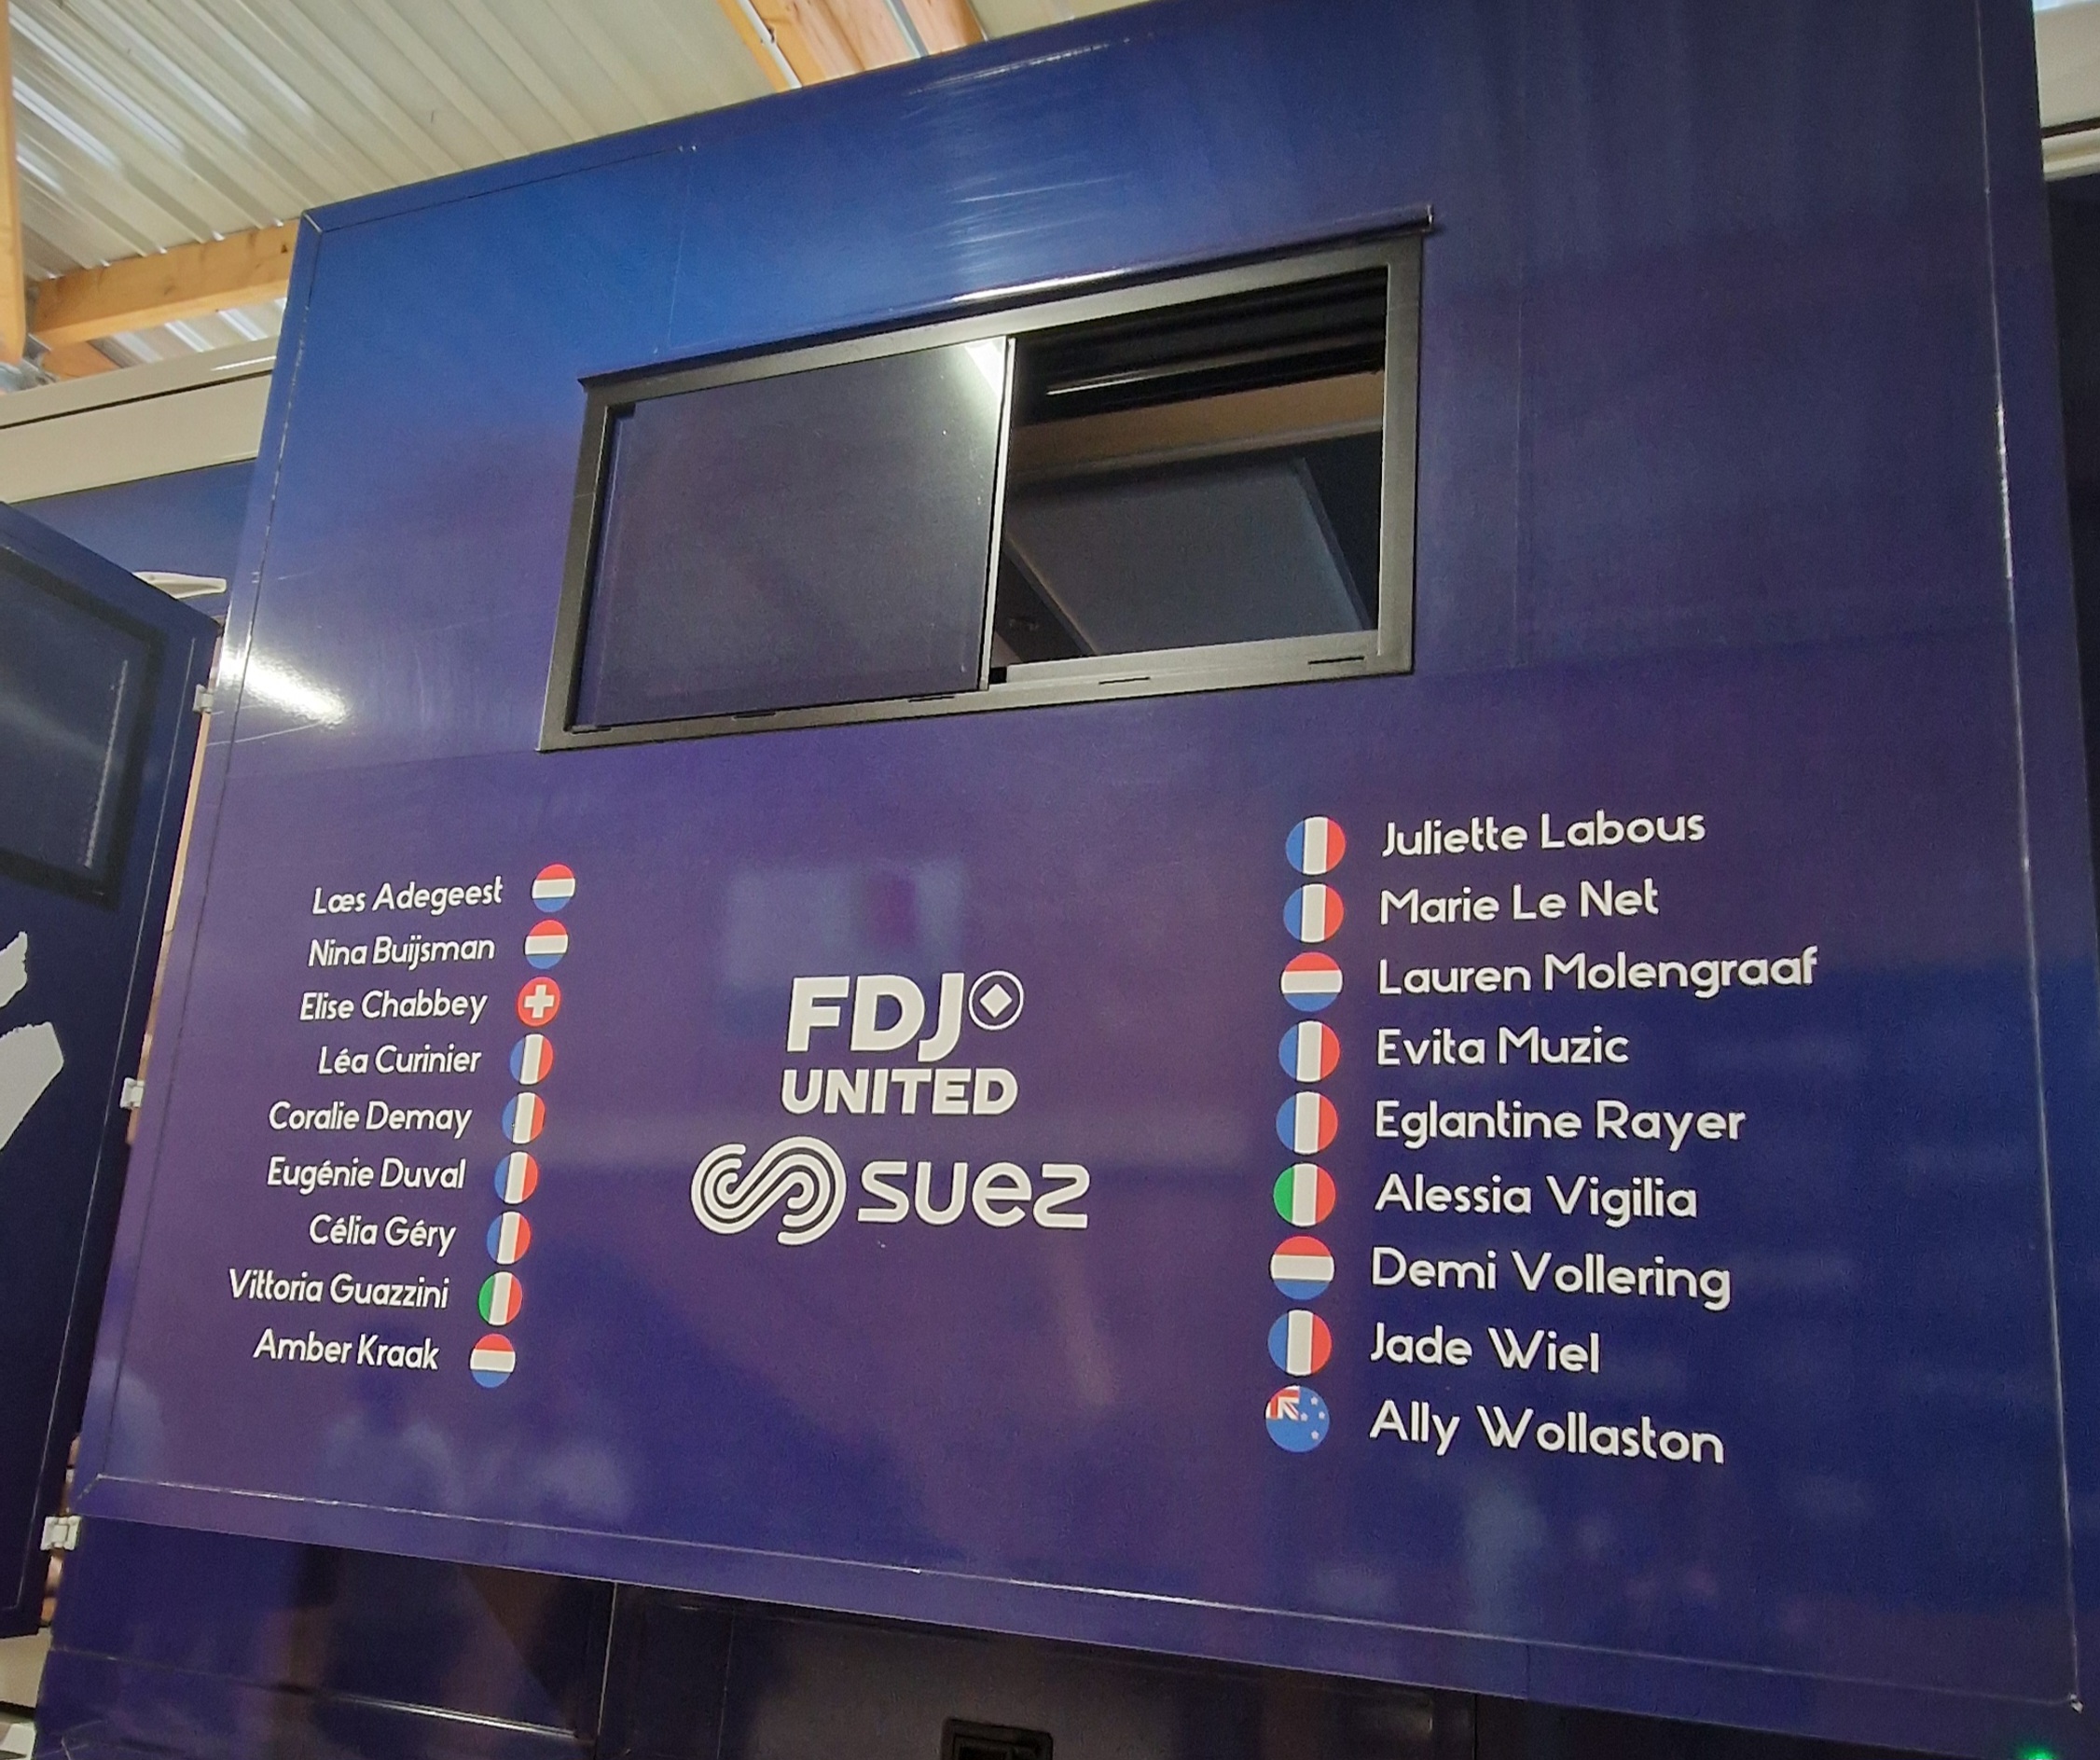 Lœs Adegeest
Nina Buijsman
Elise Chabbey
Léa Curinier
Coralie Demay
Eugénie Duval
Célia Géry
Vittoria Guazzini
Amber Kraak
FDJ
UNITED
suez
Juliette Labous
Marie Le Net
Lauren Molengraaf
Evita Muzic
Eglantine Rayer
Alessia Vigilia
Demi Vollering
Jade Wiel
Ally Wollaston